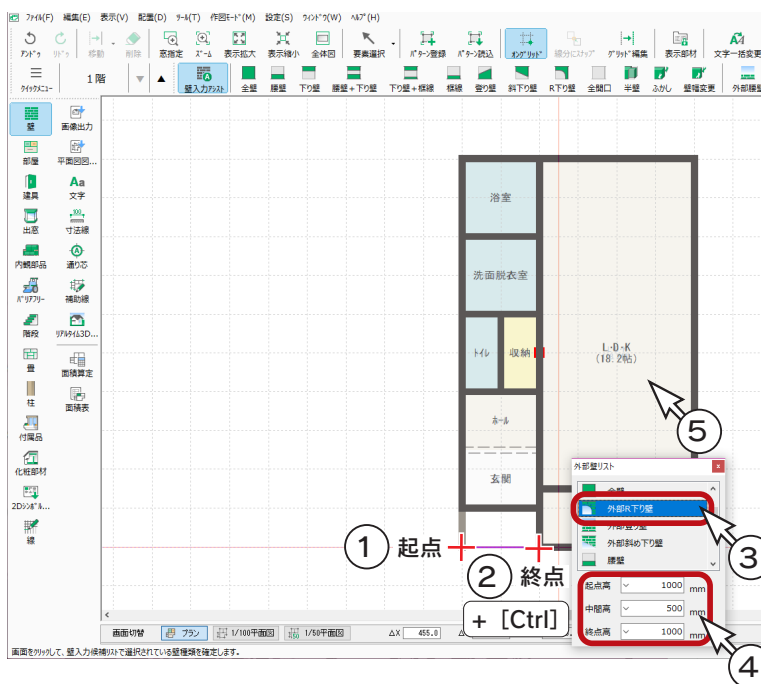 ファイル(F) 編集(E) 表示(V) 配置(D) ツール(T) 作図モード(M) 設定(S) ウインドウ(W) ヘルプ(H)
アンドゥ リドゥ 移動 削除 窓指定 ズーム 表示拡大 表示縮小 全体図 要素選択 パターン登録 パターン読込 オングリッド 線分にスナップ グリッド編集 表示部材 文字一括変更
クイックメニュー 1階 壁入力アシスト 全壁 腰壁 下り壁 腰壁+下り壁 下り壁+框線 框線 登り壁 斜下り壁 R下り壁 全開口 半壁 ふかし 壁幅変更 外部腰壁
壁 画像出力
部屋 平面図図...
建具 文字
Aa
出窓 寸法線
100
内観部品 通り芯
A
バリアフリー 補助線
階段 リアルタイム3D...
畳 面積算定
柱 面積表
付属品
化粧部材
2Dシンボル...
線
浴室
洗面脱衣室
トイレ 収納
L・D・K
(18.2帖)
ホール
玄関
⑤
外部壁リスト x
全壁
外部R下り壁
外部登り壁
外部斜め下り壁
腰壁
③
① 起点
② 終点
+ [Ctrl]
起点高 1000 mm
中間高 500 mm
終点高 1000 mm
④
画面切替 プラン 1/100平面図 1/50平面図 ΔX 455.0
画面をクリックして、壁入力候補リストで選択されている壁種類を確定します。